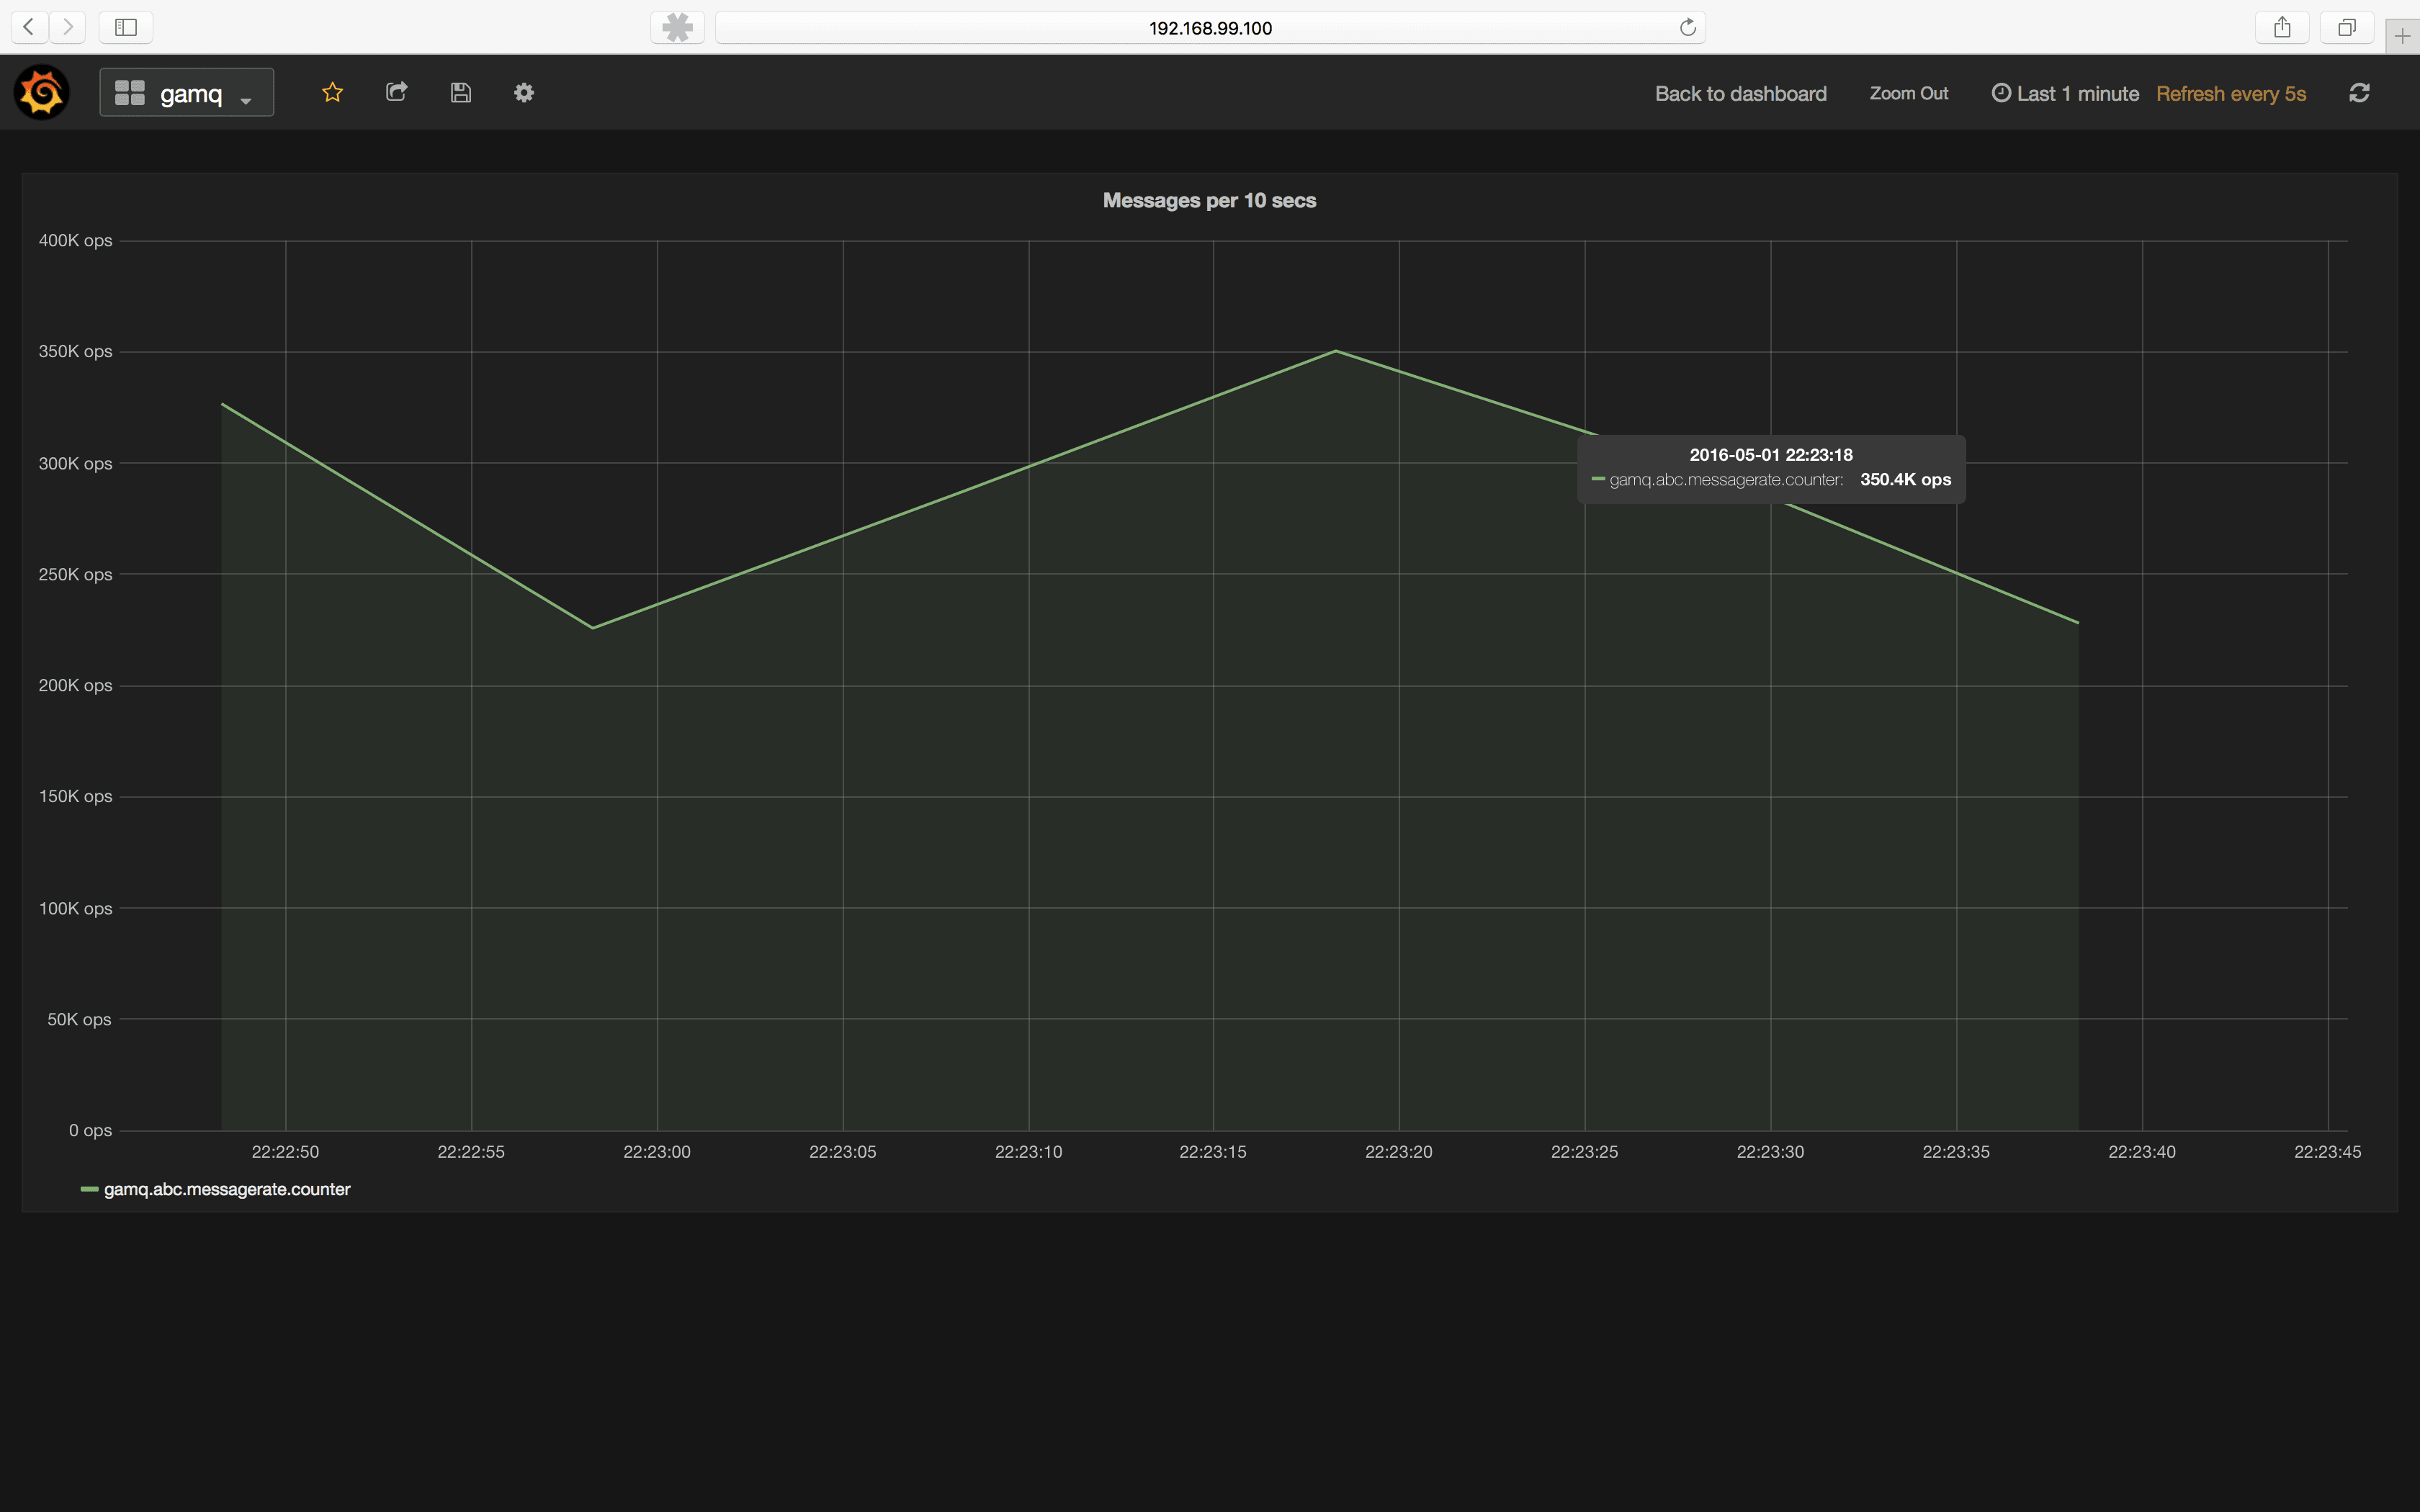 192.168.99.100
gamq
Back to dashboard
Zoom Out
Last 1 minute
Refresh every 5s
Messages per 10 secs
400K ops
350K ops
300K ops
250K ops
200K ops
150K ops
100K ops
50K ops
0 ops
2016-05-01 22:23:18
gamq.abc.messagerate.counter: 350.4K ops
22:22:50
22:22:55
22:23:00
22:23:05
22:23:10
22:23:15
22:23:20
22:23:25
22:23:30
22:23:35
22:23:40
22:23:45
gamq.abc.messagerate.counter